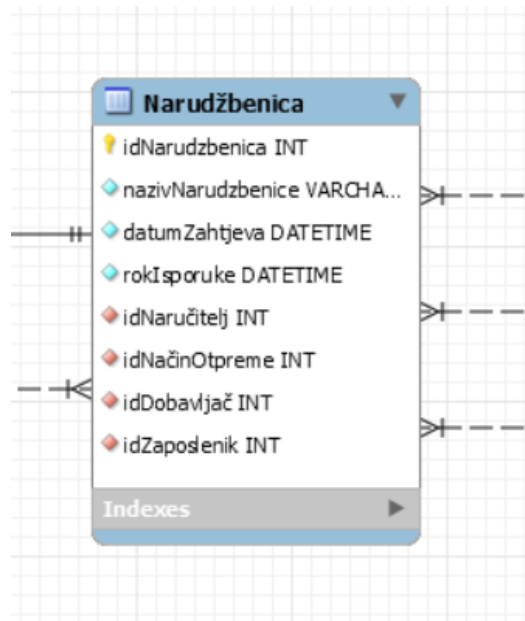 Narudžbenica
idNarudzbenica INT
nazivNarudzbenice VARCHA...
datumZahtjeva DATETIME
rokIsporuke DATETIME
idNaručitelj INT
idNačinOtpreme INT
idDobavljač INT
idZaposlenik INT
Indexes